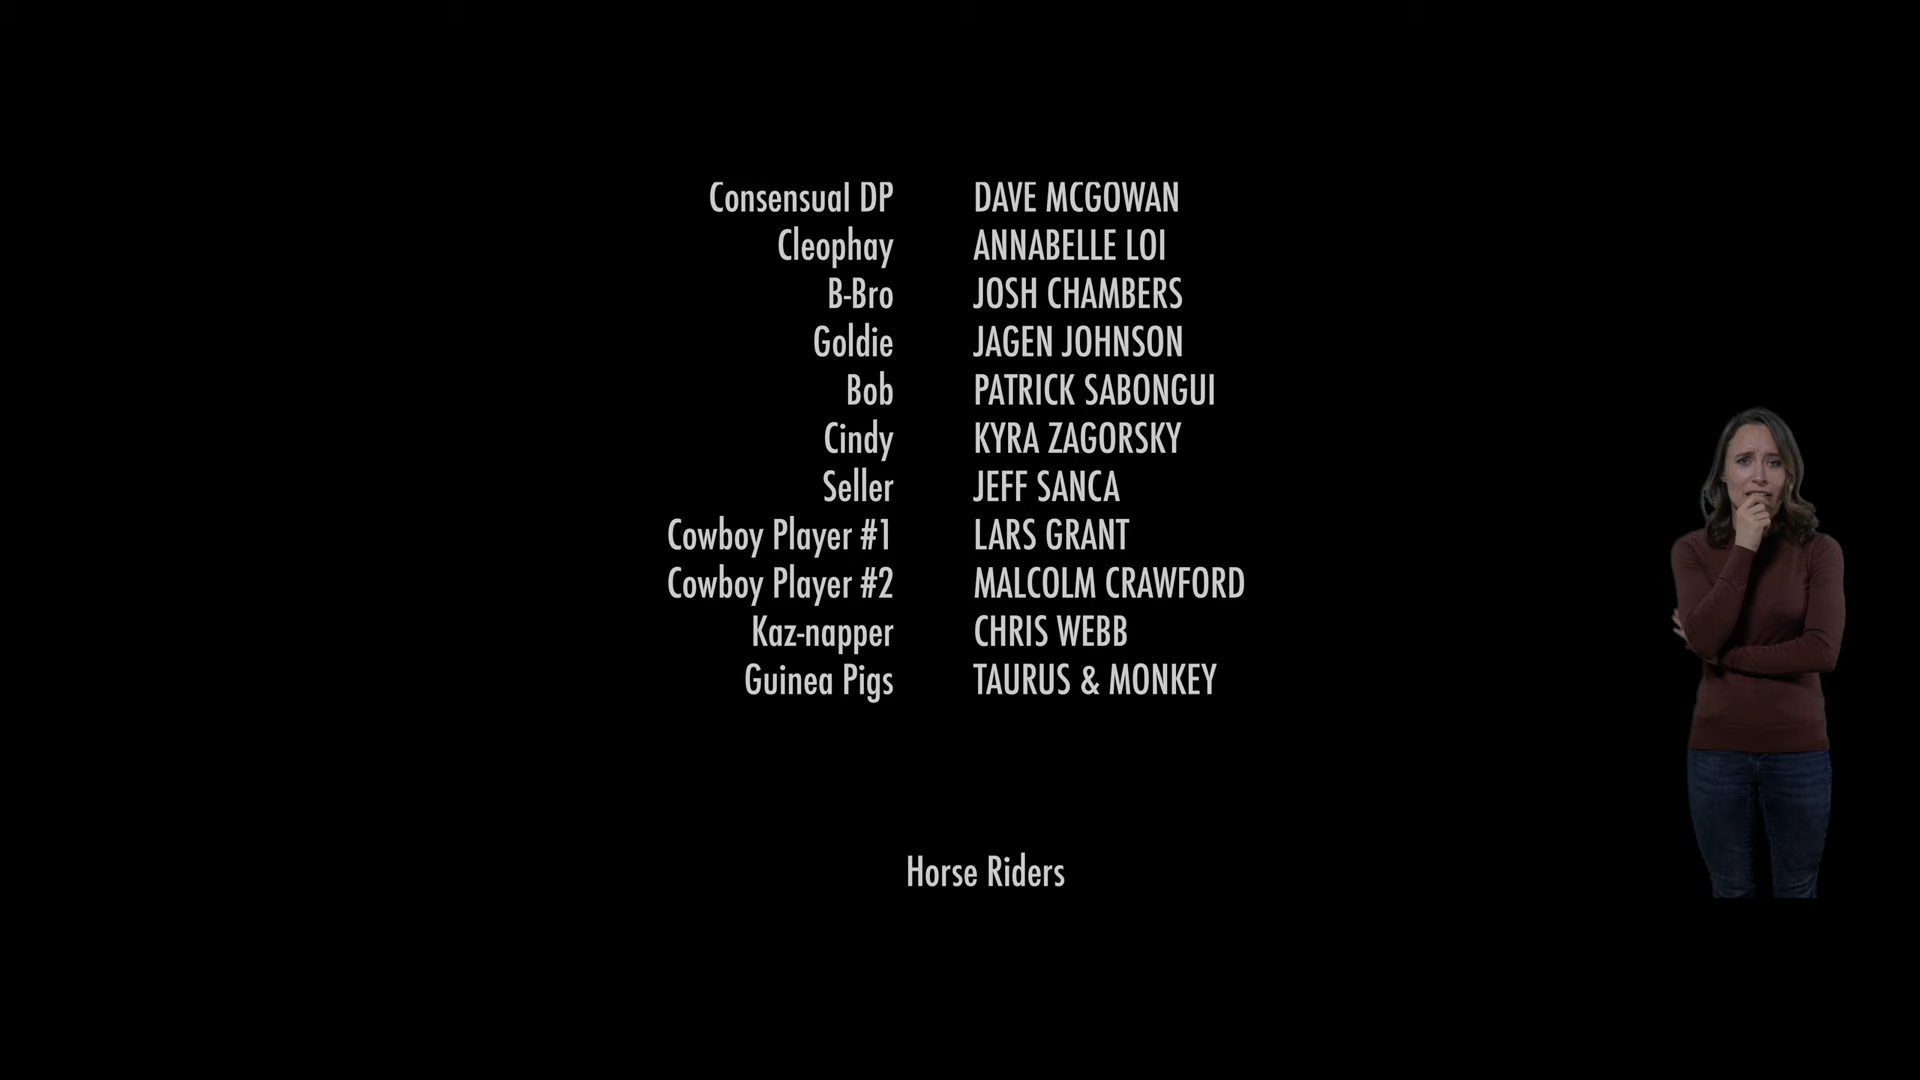 Consensual DP DAVE MCGOWAN
Cleophay ANNABELLE LOI
B-Bro JOSH CHAMBERS
Goldie JAGEN JOHNSON
Bob PATRICK SABONGUI
Cindy KYRA ZAGORSKY
Seller JEFF SANCA
Cowboy Player #1 LARS GRANT
Cowboy Player #2 MALCOLM CRAWFORD
Kaz-napper CHRIS WEBB
Guinea Pigs TAURUS & MONKEY
Horse Riders